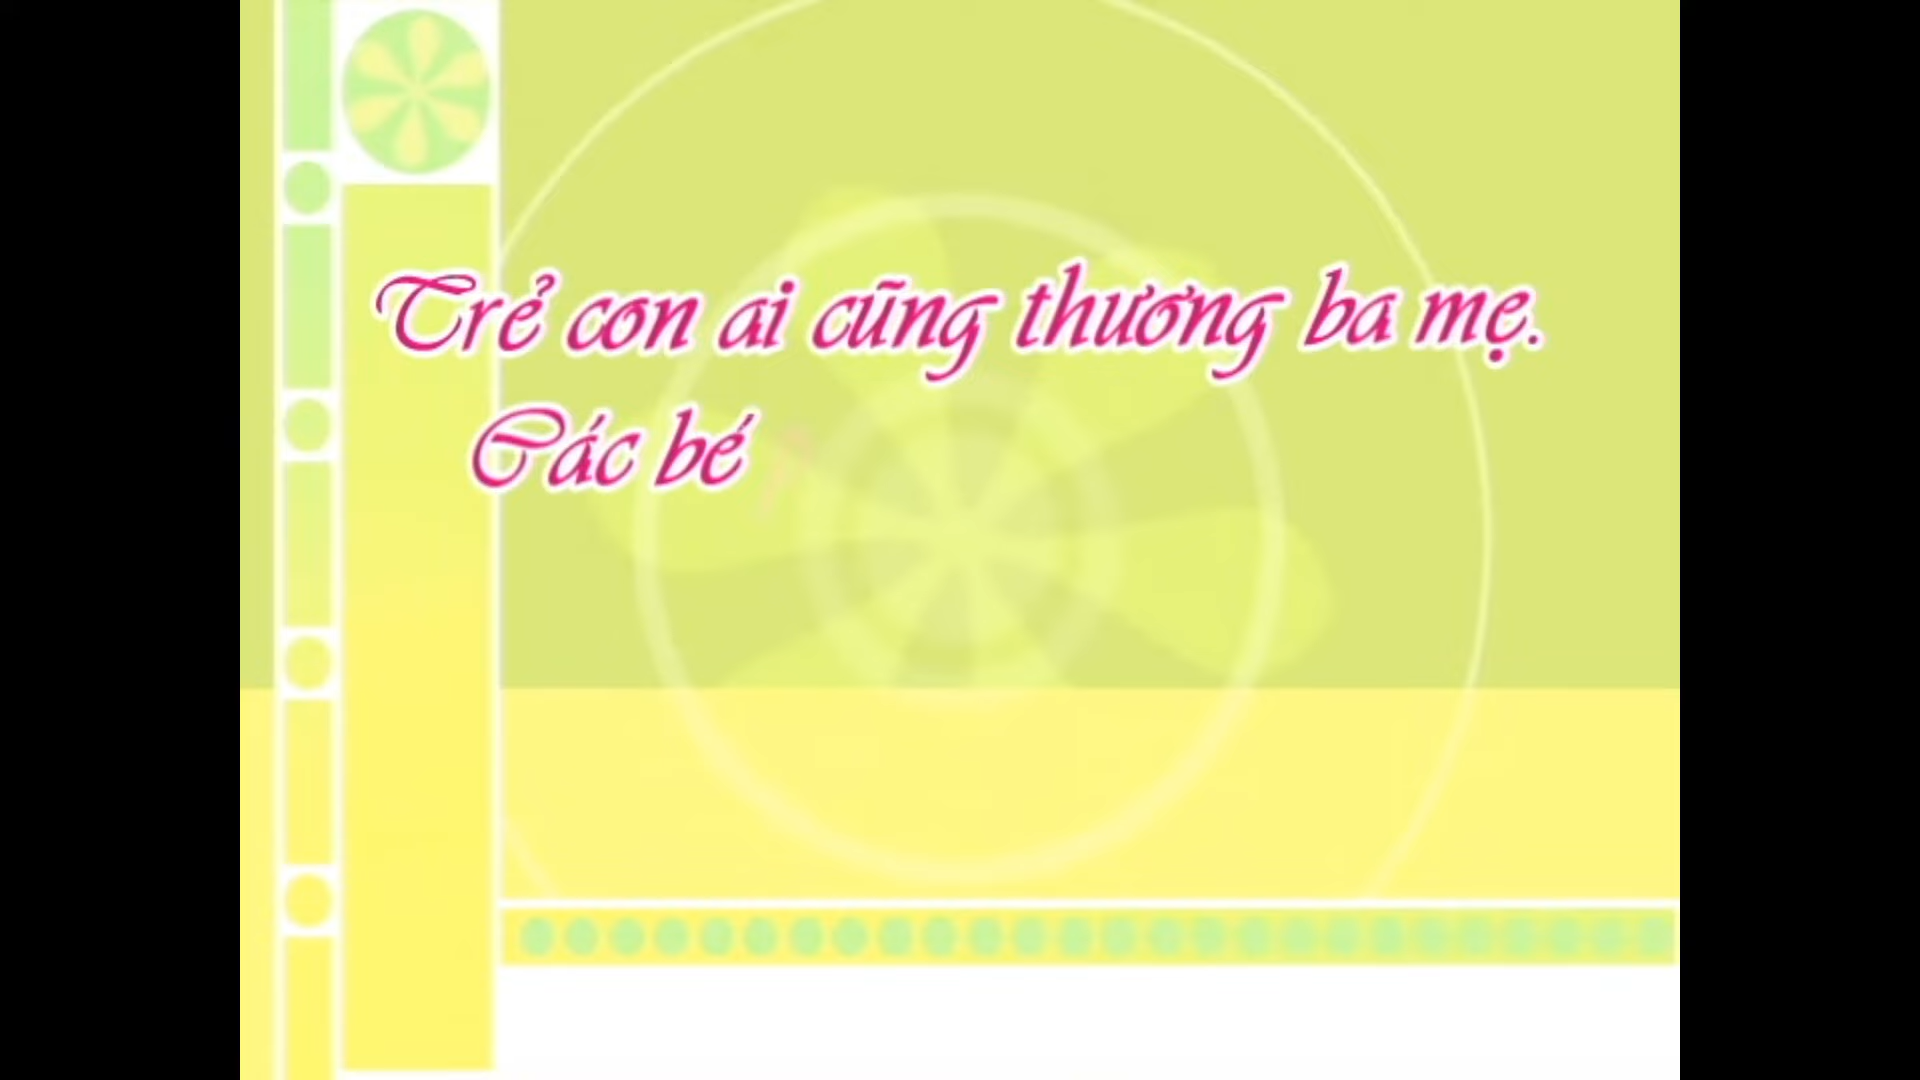 Trẻ con ai cũng thương ba mẹ.
Các bé